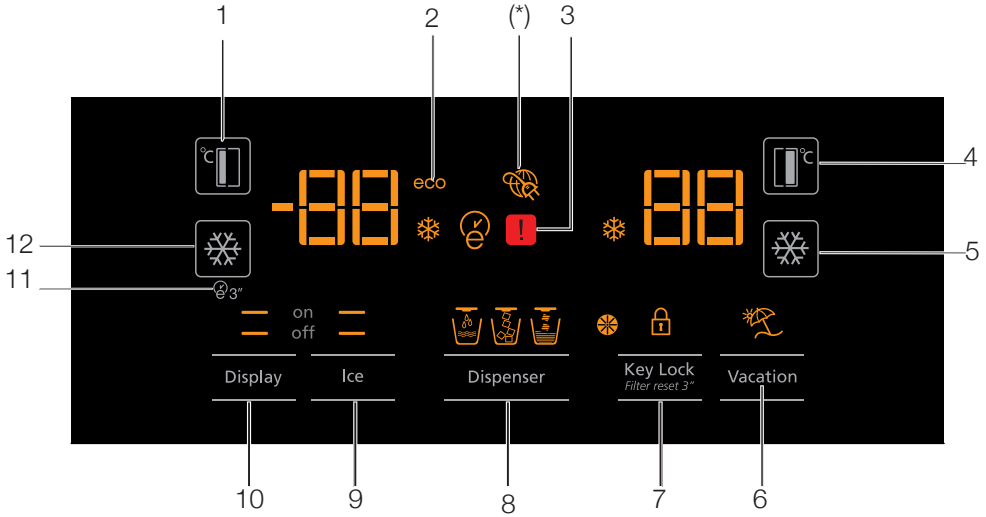 1 2 (*) 3
°C -88 eco 88 °C 4
12 e ! 5
11 e 3"
on
off
Display Ice Dispenser Key Lock Vacation
Filter reset 3"
10 9 8 7 6